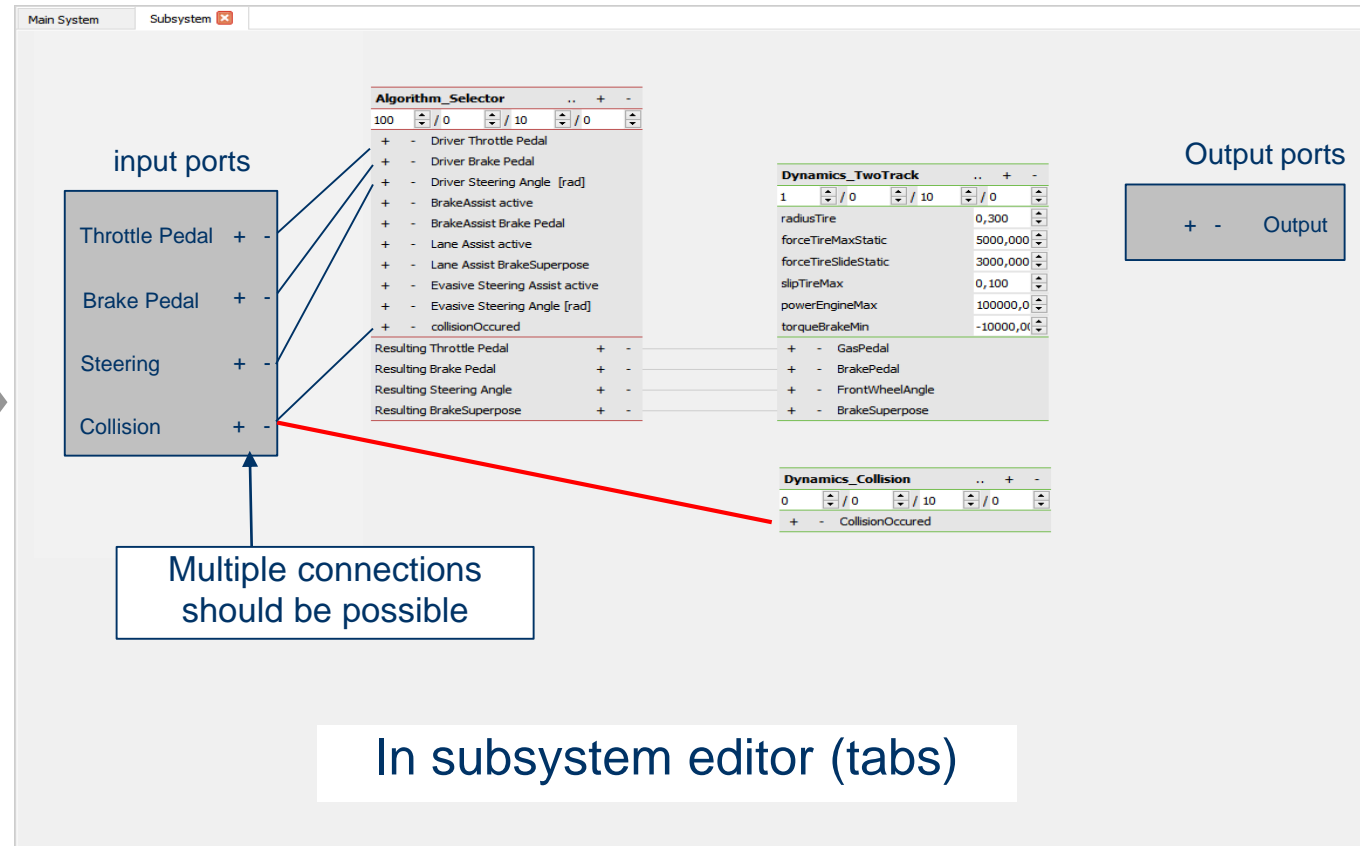 Main System Subsystem
input ports
Throttle Pedal + -
Brake Pedal + -
Steering + -
Collision + -
Multiple connections
should be possible
Algorithm_Selector .. + -
100 / 0 / 10 / 0
+ - Driver Throttle Pedal
+ - Driver Brake Pedal
+ - Driver Steering Angle [rad]
+ - BrakeAssist active
+ - BrakeAssist Brake Pedal
+ - Lane Assist active
+ - Lane Assist BrakeSuperpose
+ - Evasive Steering Assist active
+ - Evasive Steering Angle [rad]
+ - collisionOccured
Resulting Throttle Pedal + -
Resulting Brake Pedal + -
Resulting Steering Angle + -
Resulting BrakeSuperpose + -
Dynamics_TwoTrack .. + -
1 / 0 / 10 / 0
radiusTire 0,300
forceTireMaxStatic 5000,000
forceTireSlideStatic 3000,000
slipTireMax 0,100
powerEngineMax 100000,0
torqueBrakeMin -10000,00
+ - GasPedal
+ - BrakePedal
+ - FrontWheelAngle
+ - BrakeSuperpose
Dynamics_Collision .. + -
0 / 0 / 10 / 0
+ - CollisionOccured
Output ports
+ - Output
In subsystem editor (tabs)